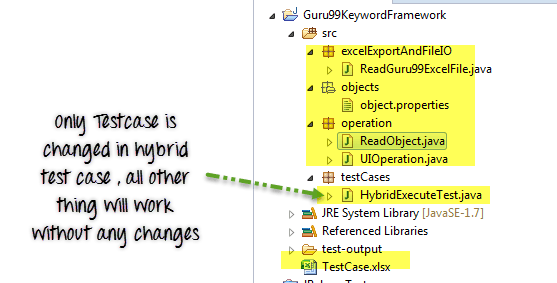 Only Testcase is
changed in hybrid
test case , all other
thing will work
without any changes
Guru99KeywordFramework
src
excelExportAndFileIO
ReadGuru99ExcelFile.java
objects
object.properties
operation
ReadObject.java
UIOperation.java
testCases
HybridExecuteTest.java
JRE System Library [JavaSE-1.7]
Referenced Libraries
test-output
TestCase.xlsx